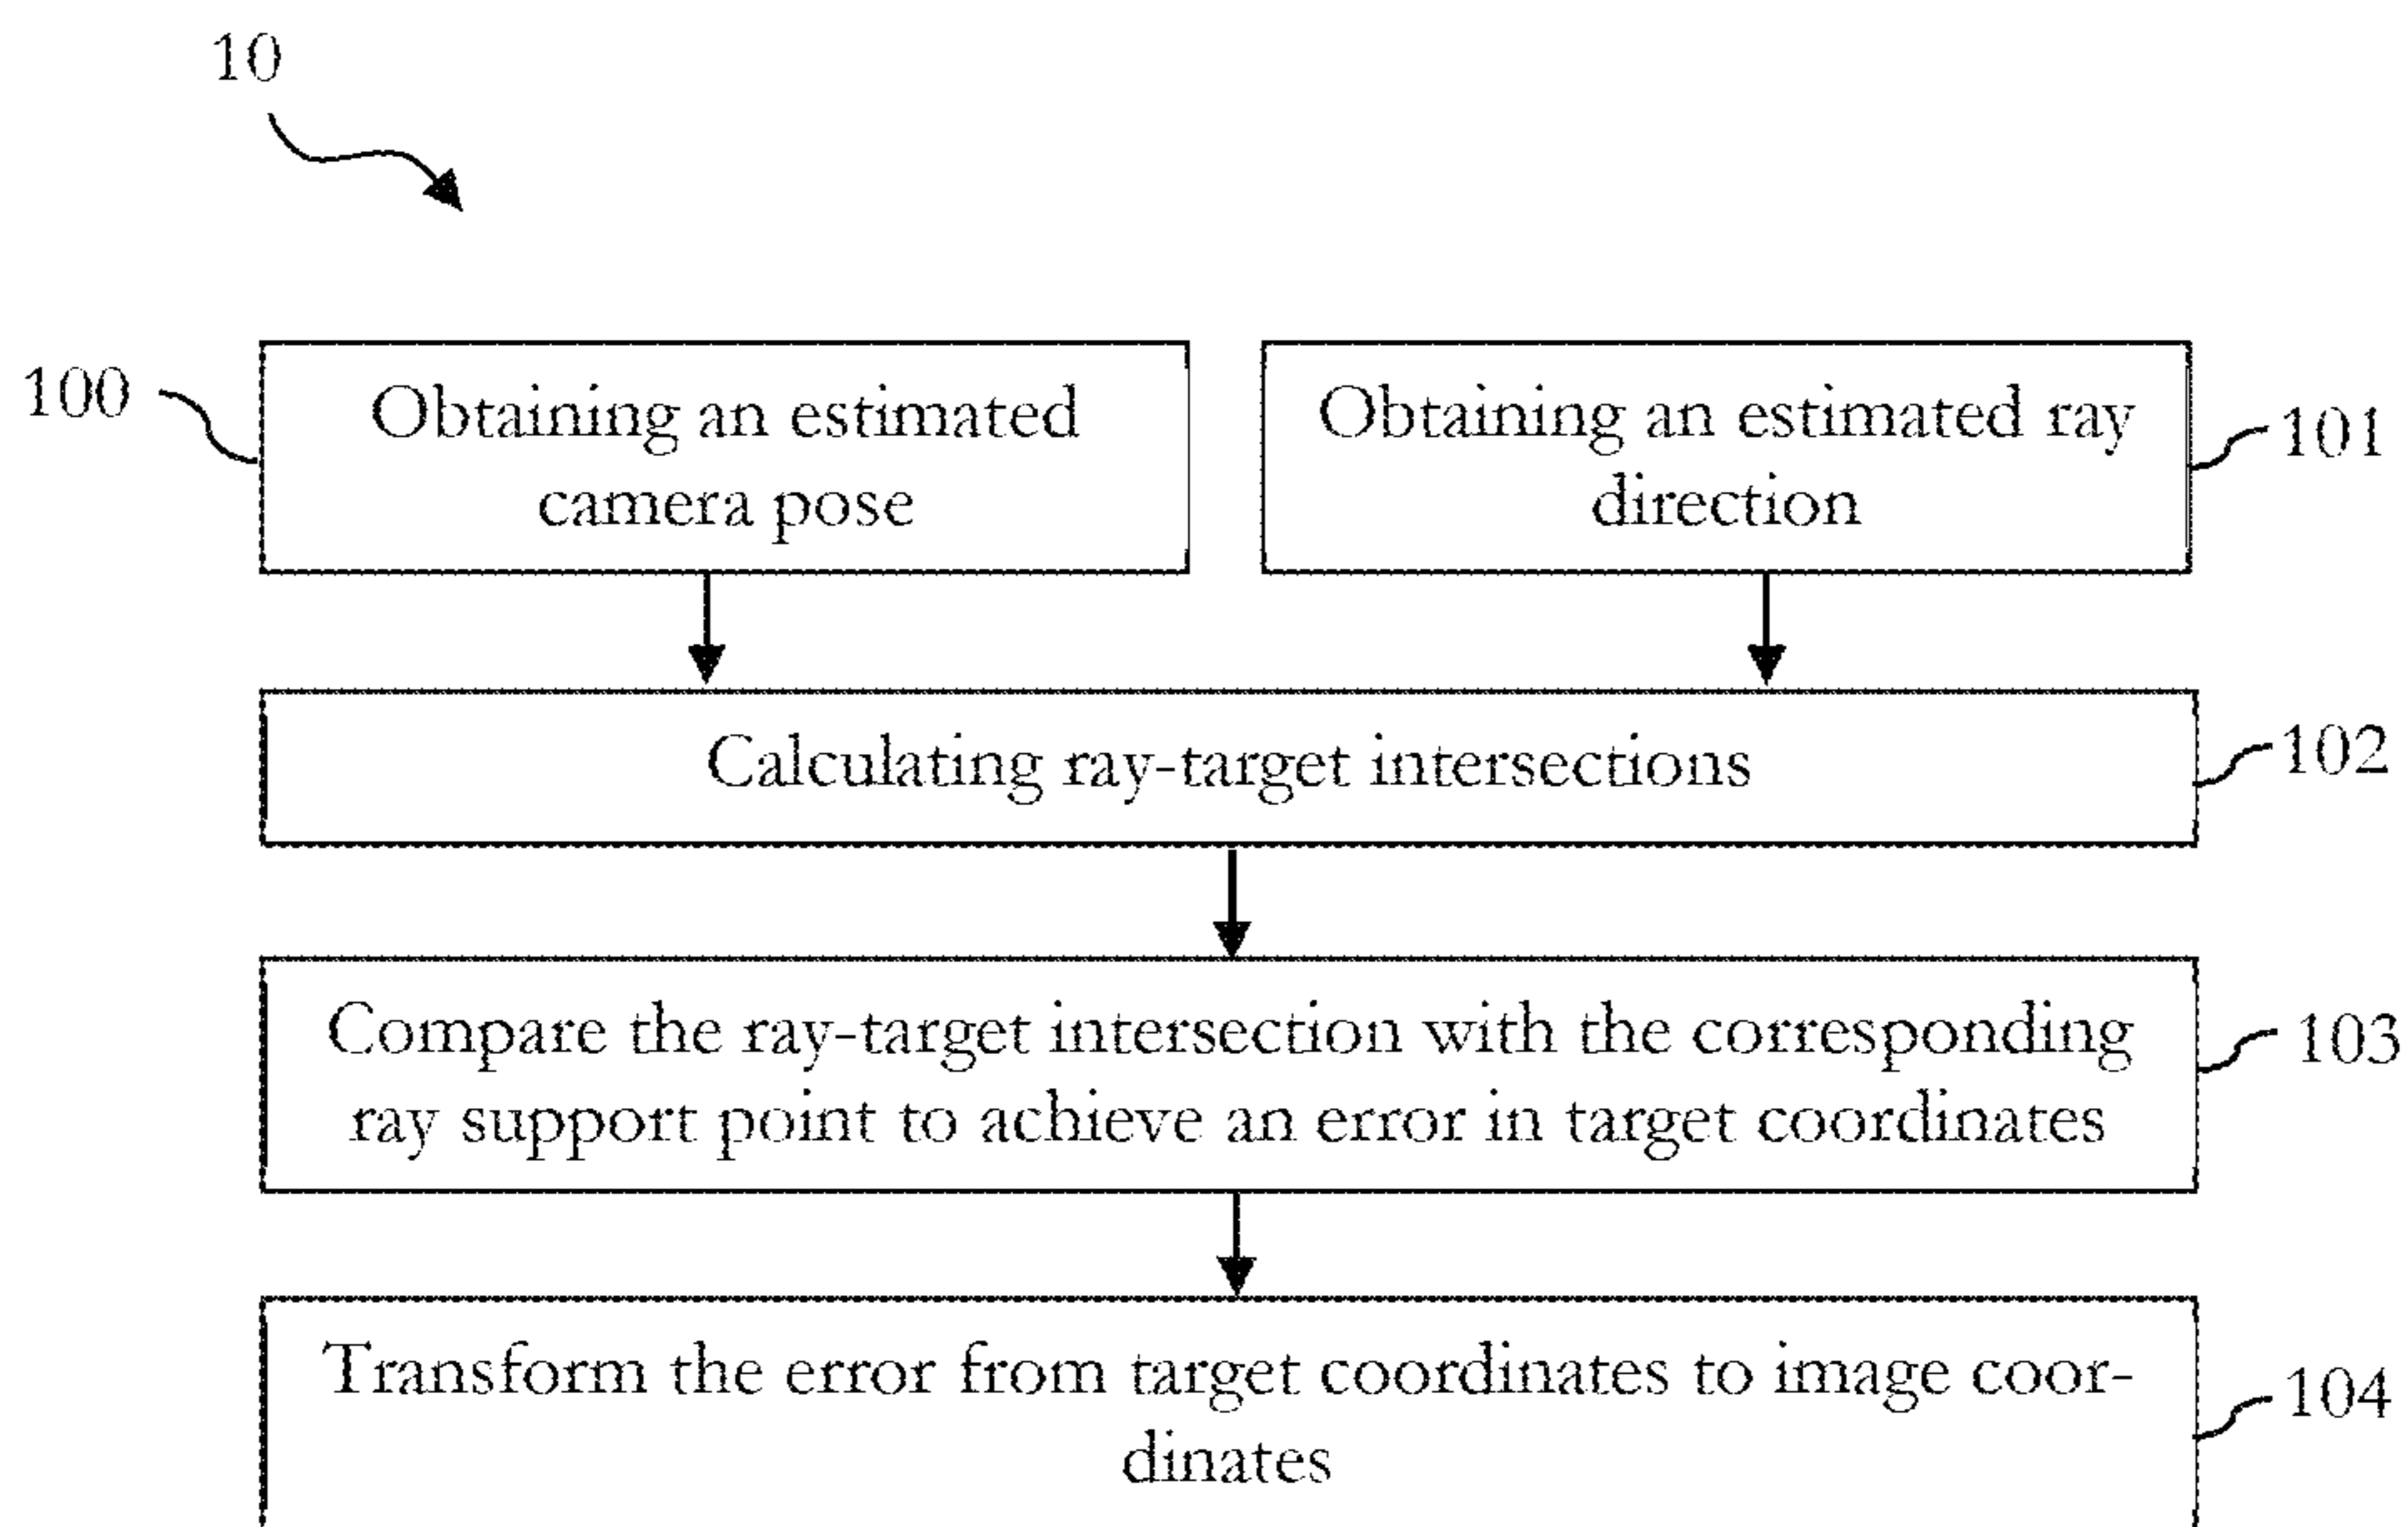 10
100
Obtaining an estimated
camera pose
Obtaining an estimated ray
direction
101
Calculating ray-target intersections
102
Compare the ray-target intersection with the corresponding
ray support point to achieve an error in target coordinates
103
Transform the error from target coordinates to image coor-
dinates
104